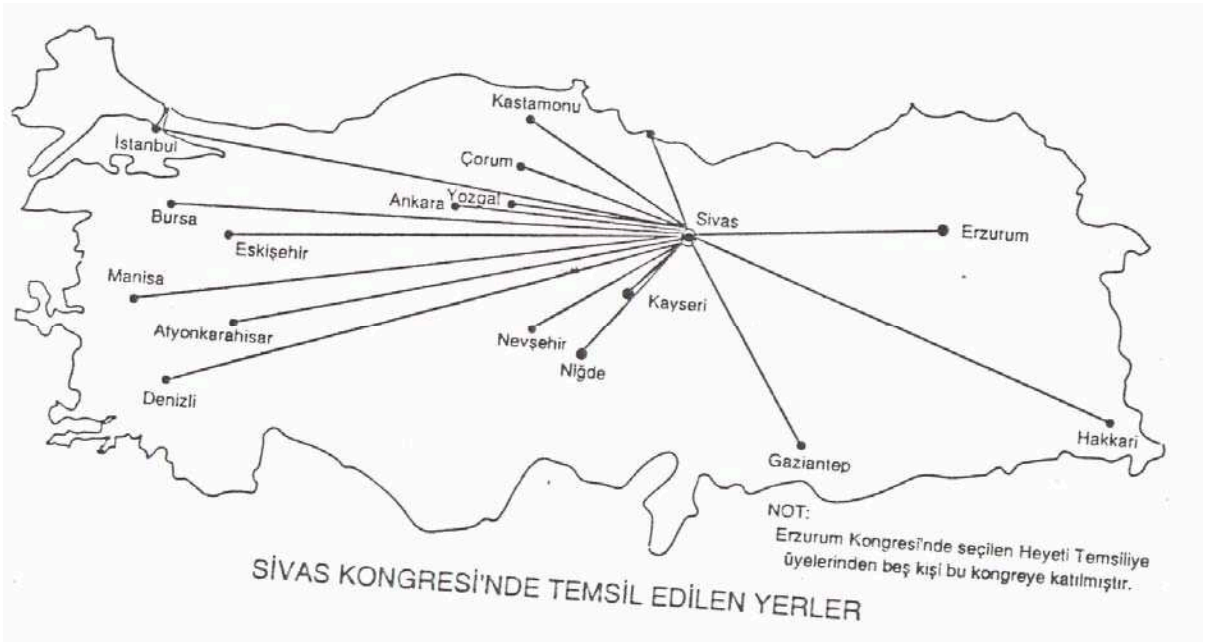 Kastamonu
İstanbul
Çorum
Ankara
Yozgat
Sivas
Bursa
Erzurum
Eskişehir
Manisa
Kayseri
Afyonkarahisar
Nevşehir
Niğde
Denizli
Hakkari
Gaziantep
NOT:
Erzurum Kongresi'nde seçilen Heyeti Temsiliye
üyelerinden beş kişi bu kongreye katılmıştır.
SİVAS KONGRESİ'NDE TEMSİL EDİLEN YERLER